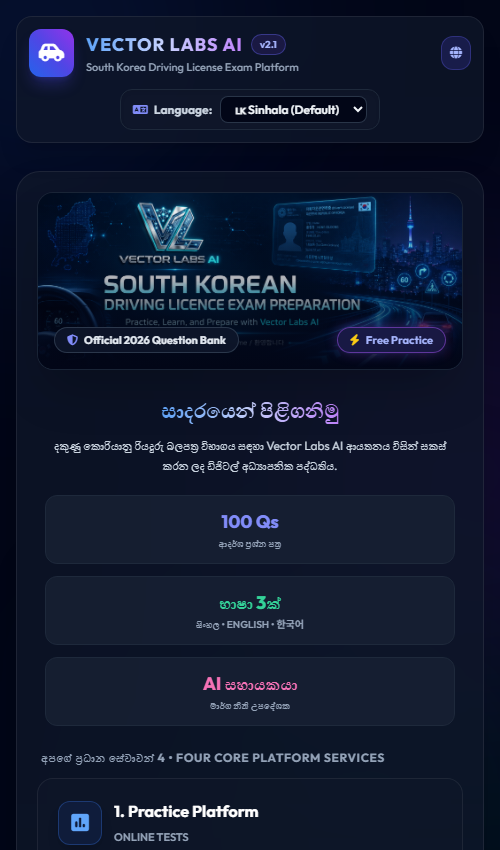 VECTOR LABS AI v2.1
South Korea Driving License Exam Platform
Language: LK Sinhala (Default)
VL
VECTOR LABS AI
SOUTH KOREAN
DRIVING LICENCE EXAM PREPARATION
Practice, Learn, and Prepare with Vector Labs AI
60
60
Official 2026 Question Bank
Free Practice
සාදරයෙන් පිළිගනිමු
දකුණු කොරියානු රියදුරු බලපත්‍ර විභාගය සඳහා Vector Labs AI ආයතනය විසින් සකස්
කරන ලද ඩිජිටල් අධ්‍යාපනික පද්ධතිය.
100 Qs
ආදර්ශ ප්‍රශ්න පත්‍ර
භාෂා 3ක්
සිංහල • ENGLISH • 한국어
AI සහායකයා
මාර්ග නීති උපදේශක
අපගේ ප්‍රධාන සේවාවන් 4 • FOUR CORE PLATFORM SERVICES
1. Practice Platform
ONLINE TESTS